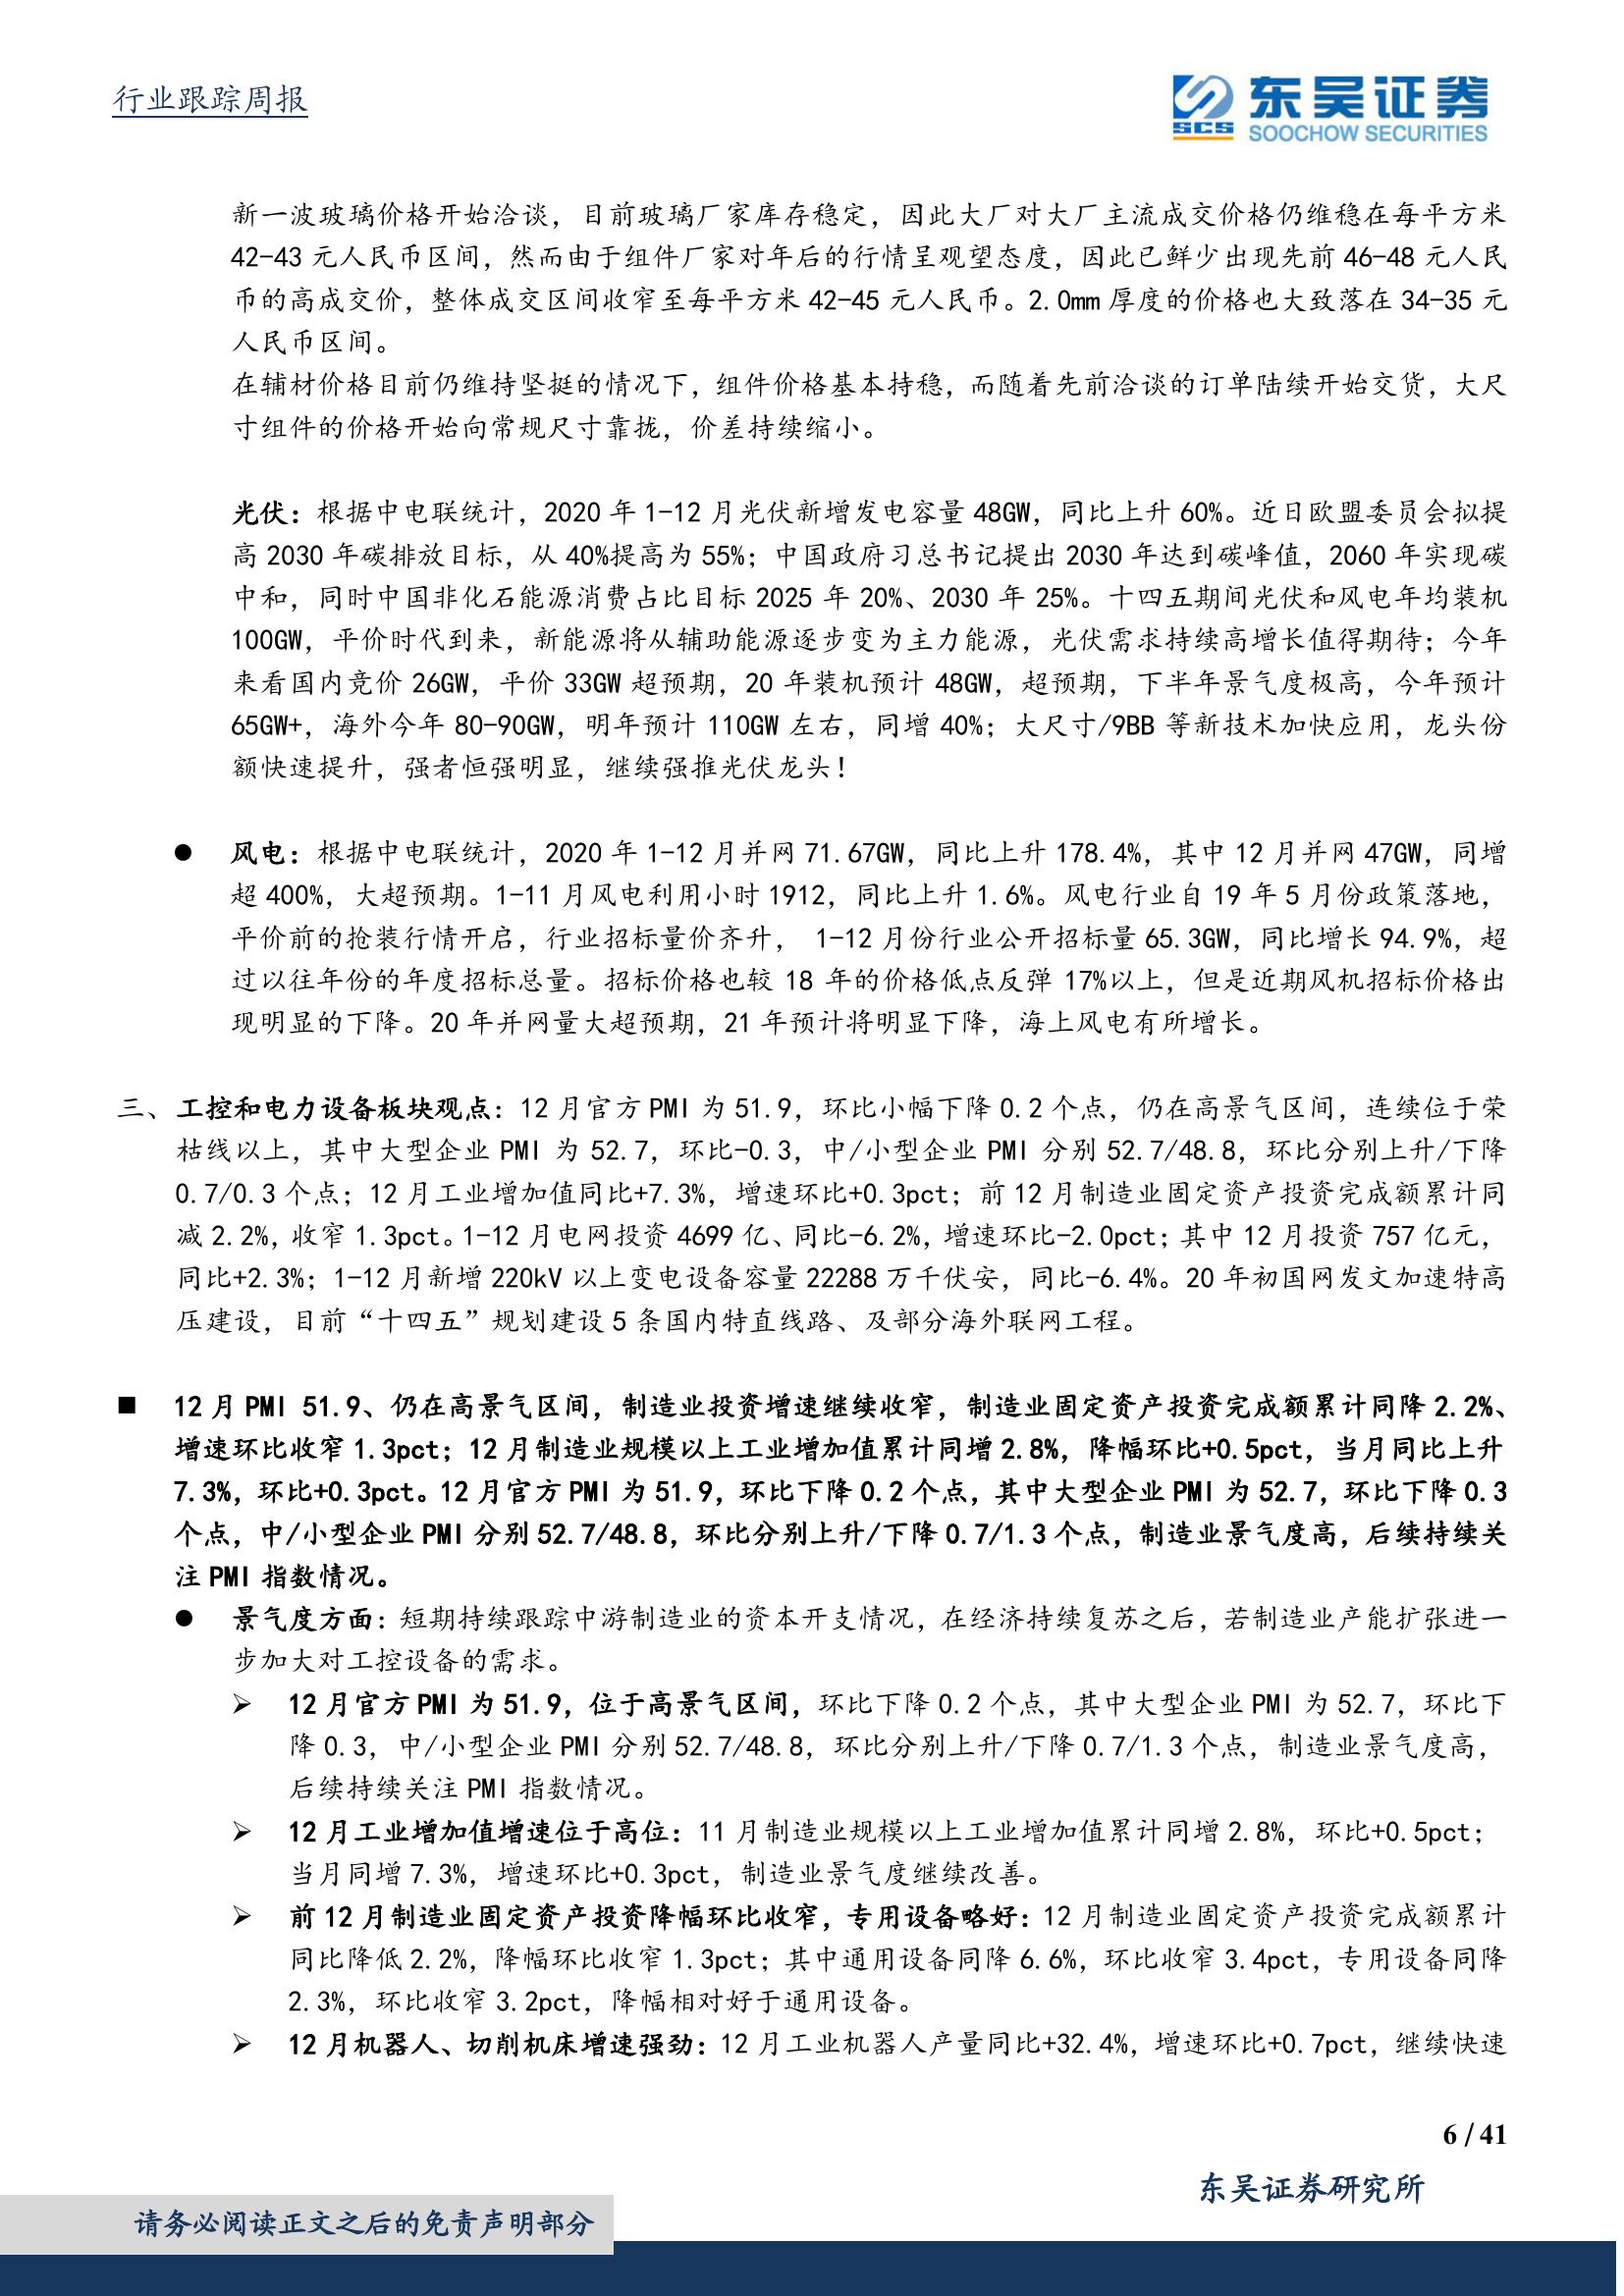 行业跟踪周报
SCS
东吴证券
SOOCHOW SECURITIES
新一波玻璃价格开始洽谈，目前玻璃厂家库存稳定，因此大厂对大厂主流成交价格仍维稳在每平方米
42-43 元人民币区间，然而由于组件厂家对年后的行情呈观望态度，因此已鲜少出现先前 46-48 元人民
币的高成交价，整体成交区间收窄至每平方米 42-45 元人民币。2.0mm 厚度的价格也大致落在 34-35 元
人民币区间。
在辅材价格目前仍维持坚挺的情况下，组件价格基本持稳，而随着先前洽谈的订单陆续开始交货，大尺
寸组件的价格开始向常规尺寸靠拢，价差持续缩小。
光伏：根据中电联统计，2020 年 1-12 月光伏新增发电容量 48GW，同比上升 60%。近日欧盟委员会拟提
高 2030 年碳排放目标，从 40%提高为 55%；中国政府习总书记提出 2030 年达到碳峰值，2060 年实现碳
中和，同时中国非化石能源消费占比目标 2025 年 20%、2030 年 25%。十四五期间光伏和风电年均装机
100GW，平价时代到来，新能源将从辅助能源逐步变为主力能源，光伏需求持续高增长值得期待；今年
来看国内竞价 26GW，平价 33GW 超预期，20 年装机预计 48GW，超预期，下半年景气度极高，今年预计
65GW+，海外今年 80-90GW，明年预计 110GW 左右，同增 40%；大尺寸/9BB 等新技术加快应用，龙头份
额快速提升，强者恒强明显，继续强推光伏龙头！
● 风电：根据中电联统计，2020 年 1-12 月并网 71.67GW，同比上升 178.4%，其中 12 月并网 47GW，同增
超 400%，大超预期。1-11 月风电利用小时 1912，同比上升 1.6%。风电行业自 19 年 5 月份政策落地，
平价前的抢装行情开启，行业招标量价齐升， 1-12 月份行业公开招标量 65.3GW，同比增长 94.9%，超
过以往年份的年度招标总量。招标价格也较 18 年的价格低点反弹 17%以上，但是近期风机招标价格出
现明显的下降。20 年并网量大超预期，21 年预计将明显下降，海上风电有所增长。
三、工控和电力设备板块观点：12 月官方 PMI 为 51.9，环比小幅下降 0.2 个点，仍在高景气区间，连续位于荣
枯线以上，其中大型企业 PMI 为 52.7，环比-0.3，中/小型企业 PMI 分别 52.7/48.8，环比分别上升/下降
0.7/0.3 个点；12 月工业增加值同比+7.3%，增速环比+0.3pct；前 12 月制造业固定资产投资完成额累计同
减 2.2%，收窄 1.3pct。1-12 月电网投资 4699 亿、同比-6.2%，增速环比-2.0pct；其中 12 月投资 757 亿元，
同比+2.3%；1-12 月新增 220kV 以上变电设备容量 22288 万千伏安，同比-6.4%。20 年初国网发文加速特高
压建设，目前“十四五”规划建设 5 条国内特直线路、及部分海外联网工程。
■ 12 月 PMI 51.9、仍在高景气区间，制造业投资增速继续收窄，制造业固定资产投资完成额累计同降 2.2%、
增速环比收窄 1.3pct；12 月制造业规模以上工业增加值累计同增 2.8%，降幅环比+0.5pct，当月同比上升
7.3%，环比+0.3pct。12 月官方 PMI 为 51.9，环比下降 0.2 个点，其中大型企业 PMI 为 52.7，环比下降 0.3
个点，中/小型企业 PMI 分别 52.7/48.8，环比分别上升/下降 0.7/1.3 个点，制造业景气度高，后续持续关
注 PMI 指数情况。
● 景气度方面：短期持续跟踪中游制造业的资本开支情况，在经济持续复苏之后，若制造业产能扩张进一
步加大对工控设备的需求。
➢ 12 月官方 PMI 为 51.9，位于高景气区间，环比下降 0.2 个点，其中大型企业 PMI 为 52.7，环比下
降 0.3，中/小型企业 PMI 分别 52.7/48.8，环比分别上升/下降 0.7/1.3 个点，制造业景气度高，
后续持续关注 PMI 指数情况。
➢ 12 月工业增加值增速位于高位：11 月制造业规模以上工业增加值累计同增 2.8%，环比+0.5pct；
当月同增 7.3%，增速环比+0.3pct，制造业景气度继续改善。
➢ 前 12 月制造业固定资产投资降幅环比收窄，专用设备略好：12 月制造业固定资产投资完成额累计
同比降低 2.2%，降幅环比收窄 1.3pct；其中通用设备同降 6.6%，环比收窄 3.4pct，专用设备同降
2.3%，环比收窄 3.2pct，降幅相对好于通用设备。
➢ 12 月机器人、切削机床增速强劲：12 月工业机器人产量同比+32.4%，增速环比+0.7pct，继续快速
6 / 41
东吴证券研究所
请务必阅读正文之后的免责声明部分